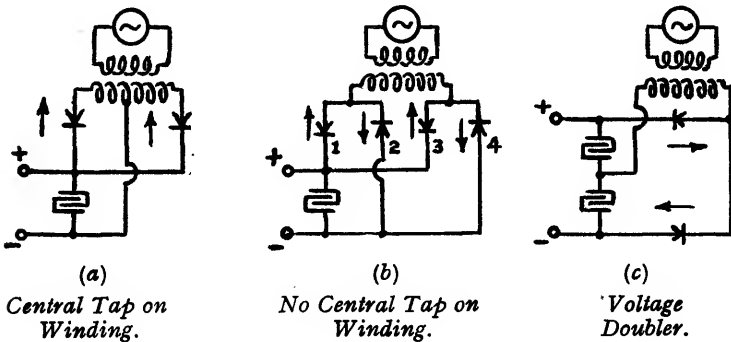 +
-
+
-
1 2 3 4
+
-
(a)
Central Tap on
Winding.
(b)
No Central Tap on
Winding.
(c)
Voltage
Doubler.